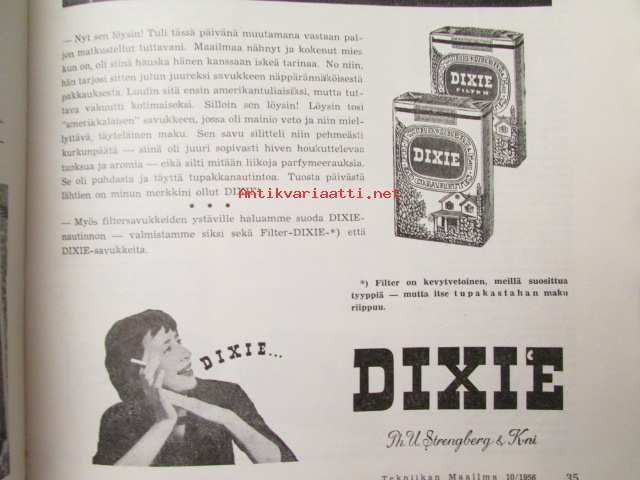 — Nyt sen löysin! Tuli tässä päivänä muutamana vastaan pal-
jon matkustellut tuttavani. Maailmaa nähnyt ja kokenut mies
kun on, oli siinä hauska hänen kanssaan iskeä tarinaa. No niin,
hän tarjosi sitten julun juureksi savukkeen näppärännäköisestä
pakkauksesta. Luulin sitä ensin amerikantuliaisiksi, mutta tut-
tava vakuutti kotimaiseksi. Silloin sen löysin! Löysin tosi
"amerikkalaisen" savukkeen, jossa oli mainio veto ja niin miel-
lyttävä, täyteläinen maku. Sen savu silitteli niin pehmeästi
kurkunpäätä — siinä oli juuri sopivasti hiven houkuttelevaa
tuoksua ja aromia — eikä silti mitään liikoja parfymeerauksia.
Se oli puhdasta ja täyttä tupakkanautintoa. Tuosta päivästä
lähtien on minun merkkini ollut DIXIE.
Antikvariaatti.net
— Myös filtersavukkeiden ystäville haluamme suoda DIXIE-
nautinnon — valmistamme siksi sekä Filter-DIXIE-*) että
DIXIE-savukkeita.
DIXIE
FILTER
DIXIE
*) Filter on kevytvetoinen, meillä suosittua
tyyppiä — mutta itse tupakastahan maku
riippuu.
DIXIE...
DIXIE
Ph. U. Strengberg & K-ni
Tekniikan Maailma 10/1956 35